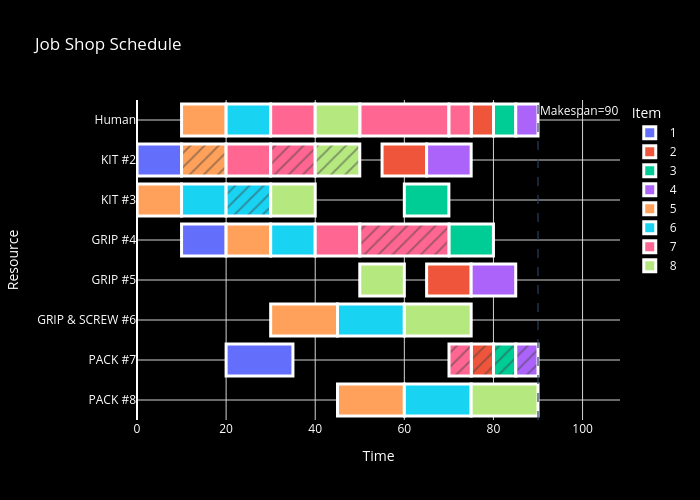 Job Shop Schedule
Makespan=90
Item
1
2
3
4
5
6
7
8
Resource
Human
KIT #2
KIT #3
GRIP #4
GRIP #5
GRIP & SCREW #6
PACK #7
PACK #8
0 20 40 60 80 100
Time